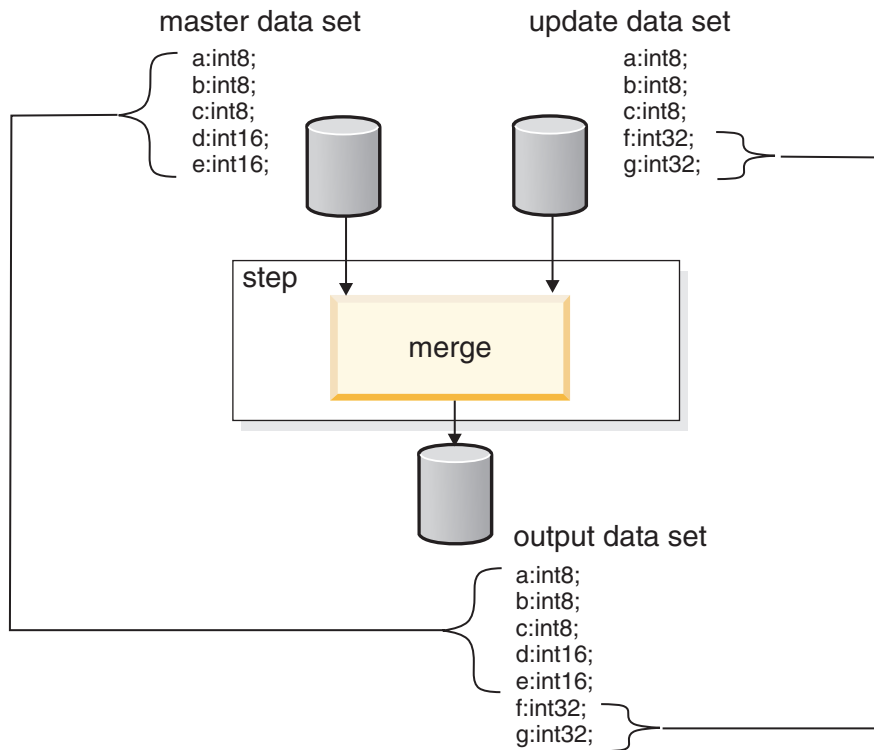 master data set
a:int8;
b:int8;
c:int8;
d:int16;
e:int16;
update data set
a:int8;
b:int8;
c:int8;
f:int32;
g:int32;
step
merge
output data set
a:int8;
b:int8;
c:int8;
d:int16;
e:int16;
f:int32;
g:int32;